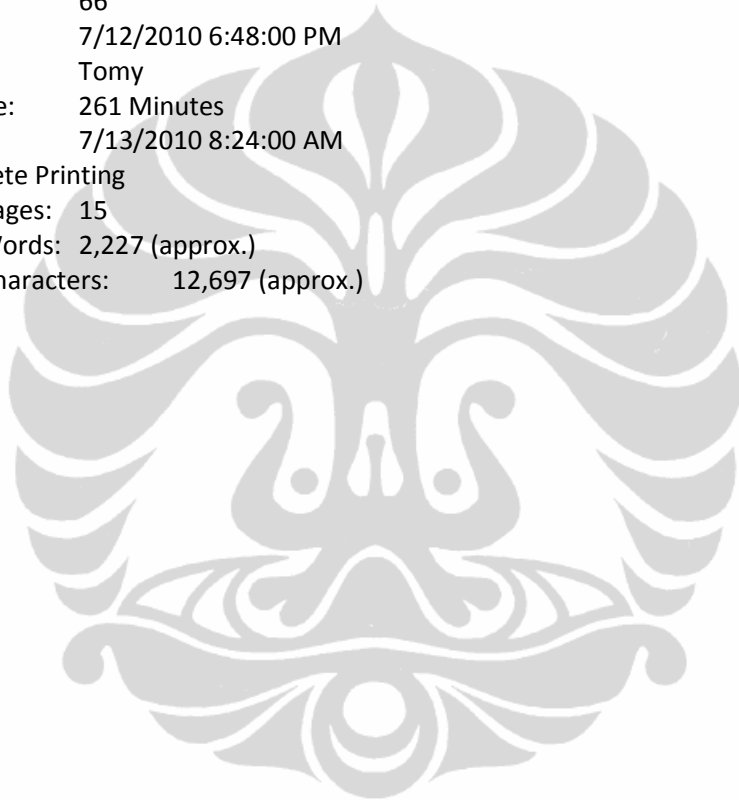 66
7/12/2010 6:48:00 PM
Tomy
e: 261 Minutes
7/13/2010 8:24:00 AM
ete Printing
ages: 15
Words: 2,227 (approx.)
haracters: 12,697 (approx.)